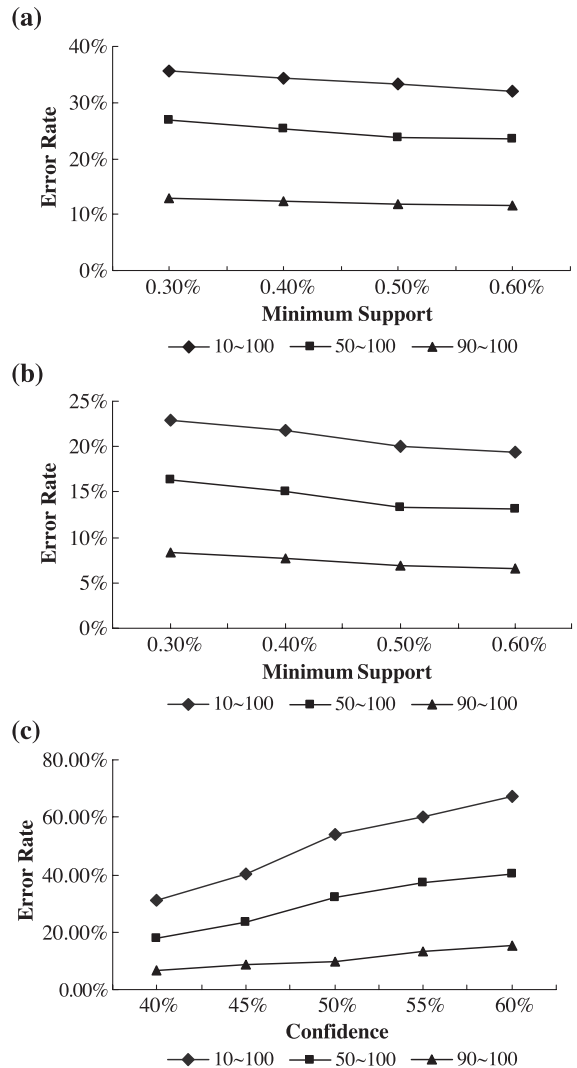 (a)
40%
30%
20%
10%
0%
Error Rate
0.30% 0.40% 0.50% 0.60%
Minimum Support
10~100 50~100 90~100
(b)
25%
20%
15%
10%
5%
0%
Error Rate
0.30% 0.40% 0.50% 0.60%
Minimum Support
10~100 50~100 90~100
(c)
80.00%
60.00%
40.00%
20.00%
0.00%
Error Rate
40% 45% 50% 55% 60%
Confidence
10~100 50~100 90~100